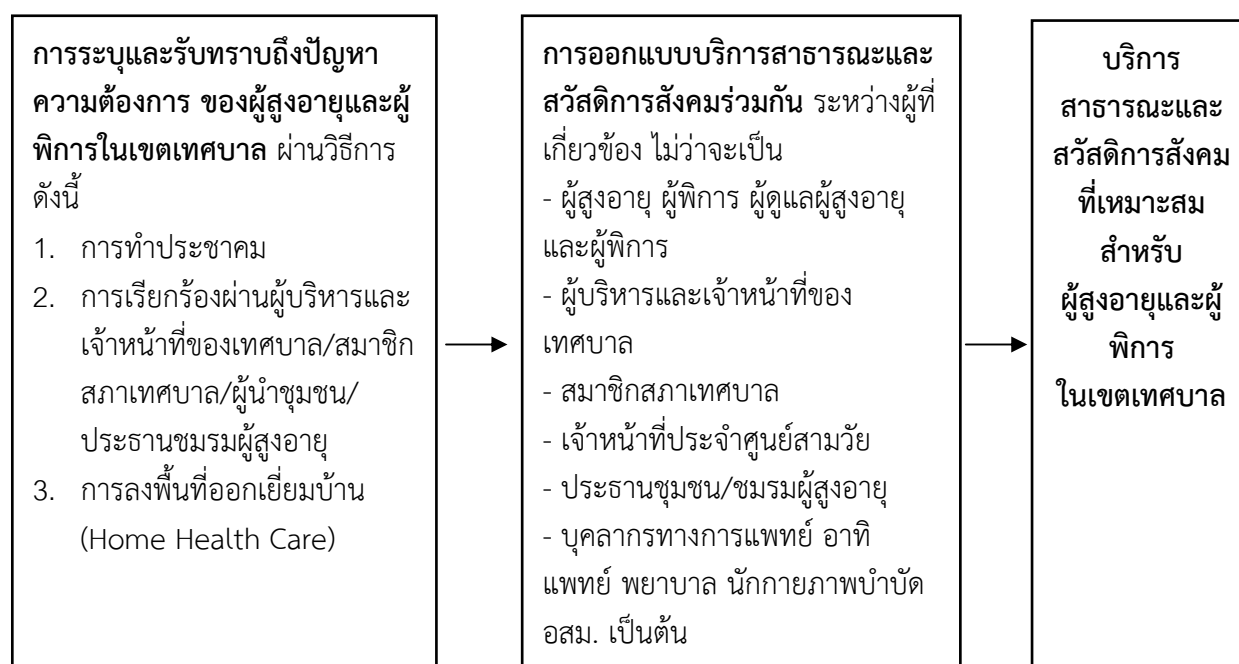 การระบุและรับทราบถึงปัญหา
ความต้องการ ของผู้สูงอายุและผู้
พิการในเขตเทศบาล ผ่านวิธีการ
ดังนี้
1. การทำประชาคม
2. การเรียกร้องผ่านผู้บริหารและ
เจ้าหน้าที่ของเทศบาล/สมาชิก
สภาเทศบาล/ผู้นำชุมชน/
ประธานชมรมผู้สูงอายุ
3. การลงพื้นที่ออกเยี่ยมบ้าน
(Home Health Care)
การออกแบบบริการสาธารณะและ
สวัสดิการสังคมร่วมกัน ระหว่างผู้ที่
เกี่ยวข้อง ไม่ว่าจะเป็น
- ผู้สูงอายุ ผู้พิการ ผู้ดูแลผู้สูงอายุ
และผู้พิการ
- ผู้บริหารและเจ้าหน้าที่ของ
เทศบาล
- สมาชิกสภาเทศบาล
- เจ้าหน้าที่ประจำศูนย์สามวัย
- ประธานชุมชน/ชมรมผู้สูงอายุ
- บุคลากรทางการแพทย์ อาทิ
แพทย์ พยาบาล นักกายภาพบำบัด
อสม. เป็นต้น
บริการ
สาธารณะและ
สวัสดิการสังคม
ที่เหมาะสม
สำหรับ
ผู้สูงอายุและผู้
พิการ
ในเขตเทศบาล